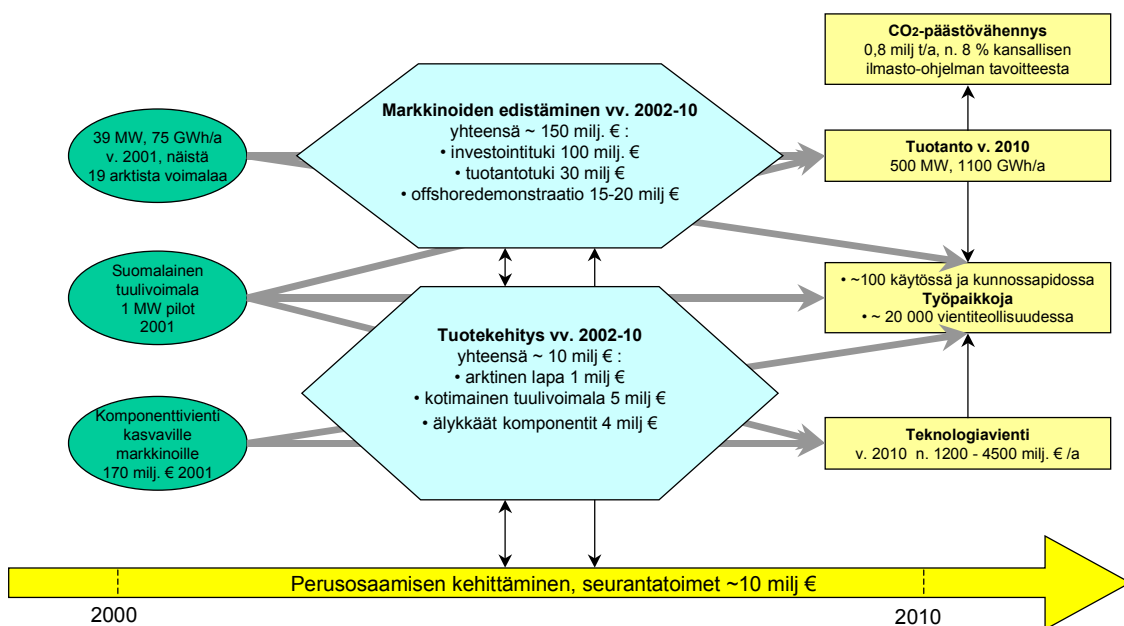 CO2-päästövähennys
0,8 milj t/a, n. 8 % kansallisen
ilmasto-ohjelman tavoitteesta
Markkinoiden edistäminen vv. 2002-10
yhteensä ~ 150 milj. € :
• investointituki 100 milj. €
• tuotantotuki 30 milj €
• offshoredemonstraatio 15-20 milj €
39 MW, 75 GWh/a
v. 2001, näistä
19 arktista voimalaa
Tuotanto v. 2010
500 MW, 1100 GWh/a
Suomalainen
tuulivoimala
1 MW pilot
2001
• ~100 käytössä ja kunnossapidossa
Työpaikkoja
• ~ 20 000 vientiteollisuudessa
Tuotekehitys vv. 2002-10
yhteensä ~ 10 milj € :
• arktinen lapa 1 milj €
• kotimainen tuulivoimala 5 milj €
• älykkäät komponentit 4 milj €
Komponenttivienti
kasvaville
markkinoille
170 milj. € 2001
Teknologiavienti
v. 2010 n. 1200 - 4500 milj. € /a
Perusosaamisen kehittäminen, seurantatoimet ~10 milj €
2000
2010